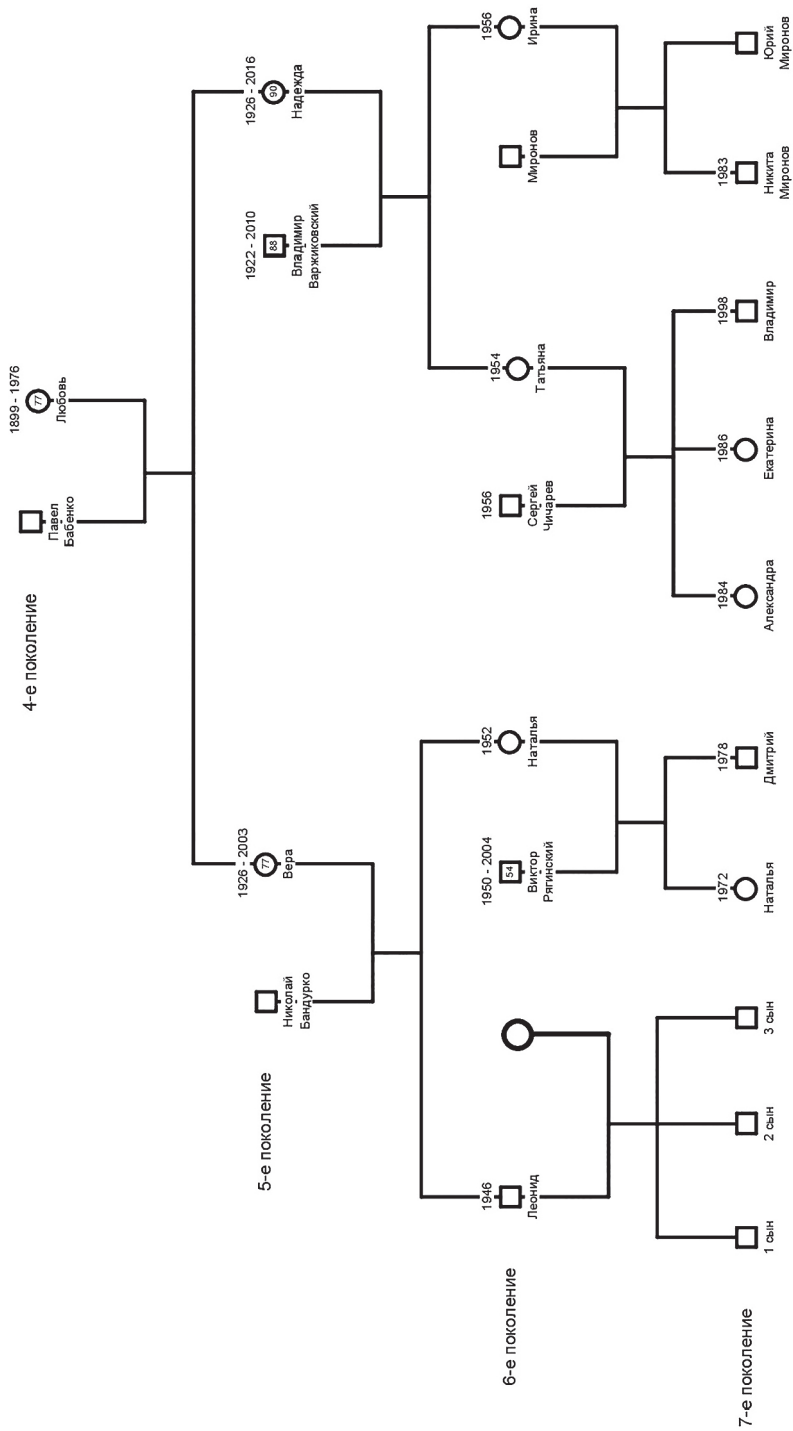 4-е поколение
Павел
Бабенко
1899 - 1976
77
Любовь
5-е поколение
Николай
Бандурко
1926 - 2003
77
Вера
1922 - 2010
88
Владимир
Варжиковский
1926 - 2016
90
Надежда
6-е поколение
1946
Леонид
1950 - 2004
54
Виктор
Рягинский
1952
Наталья
1956
Сергей
Чичарев
1954
Татьяна
Миронов
1956
Ирина
7-е поколение
1 сын
2 сын
3 сын
1972
Наталья
1978
Дмитрий
1984
Александра
1986
Екатерина
1998
Владимир
1983
Никита
Миронов
Юрий
Миронов